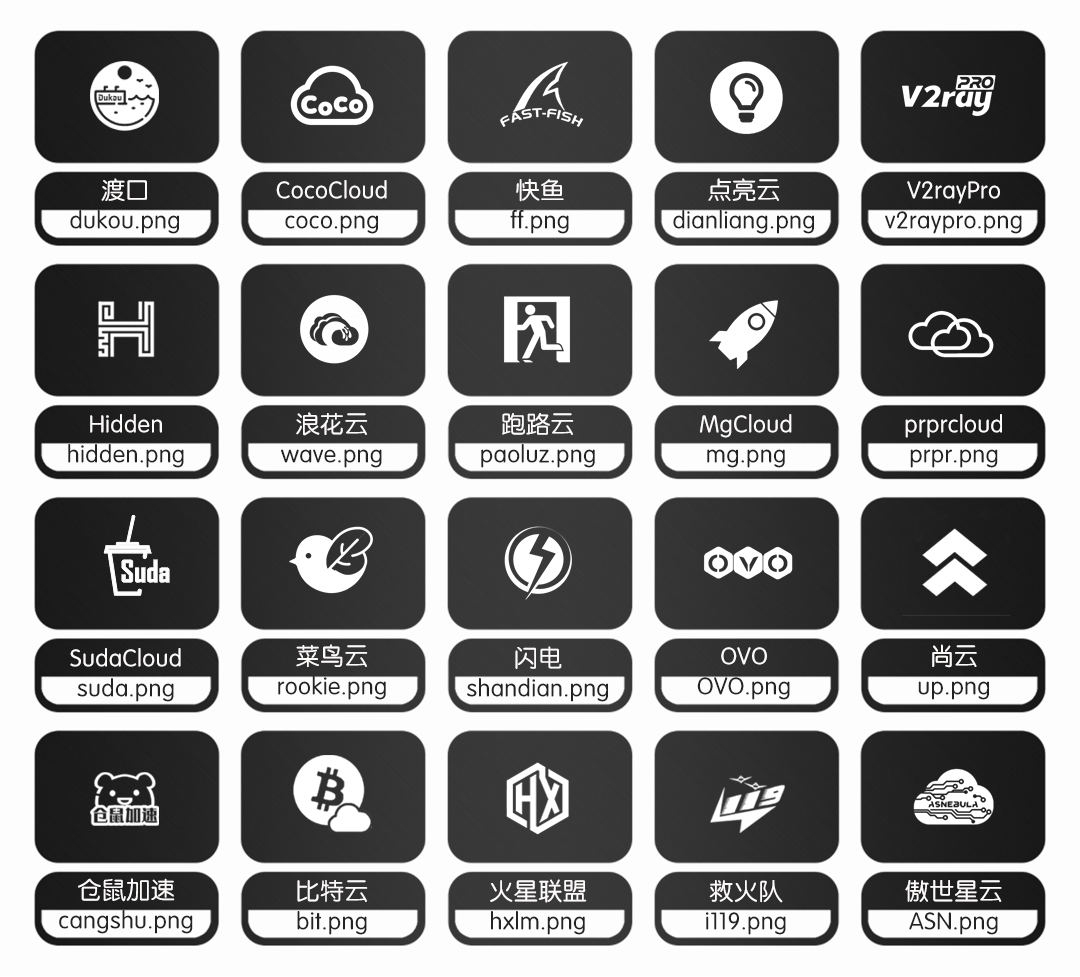 Dukou
CoCo
FAST-FISH
V2ray PRO
渡口
CocoCloud
快鱼
点亮云
V2rayPro
dukou.png
coco.png
ff.png
dianliang.png
v2raypro.png
H
Hidden
浪花云
跑路云
MgCloud
prprcloud
hidden.png
wave.png
paoluz.png
mg.png
prpr.png
Suda
OVO
SudaCloud
菜鸟云
闪电
OVO
尚云
suda.png
rookie.png
shandian.png
OVO.png
up.png
仓鼠加速
HX
119
ASNEBULA
仓鼠加速
比特云
火星联盟
救火队
傲世星云
cangshu.png
bit.png
hxlm.png
i119.png
ASN.png